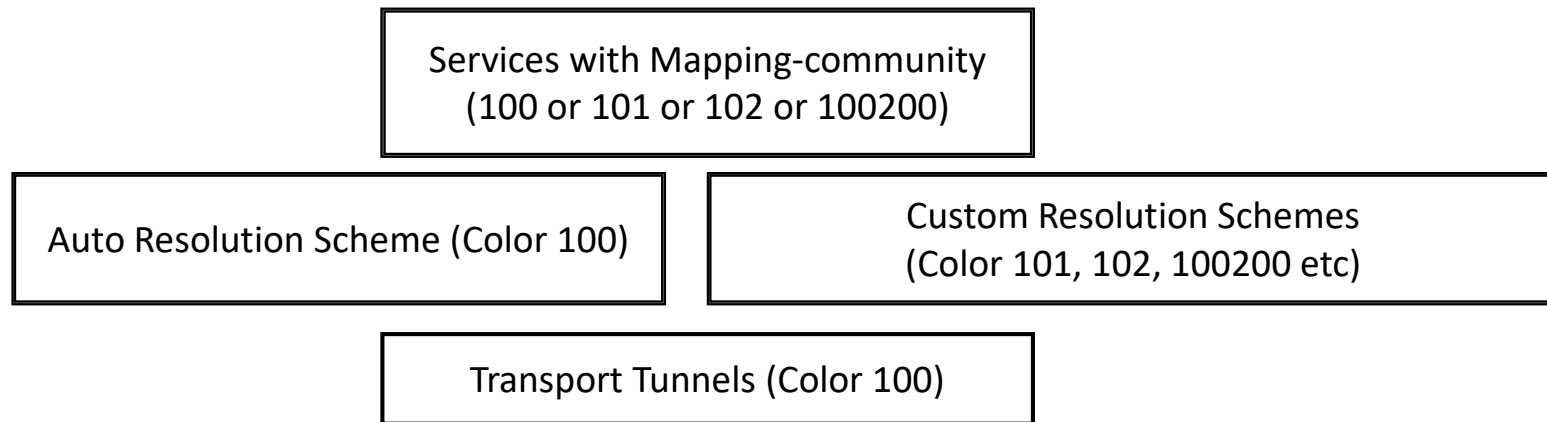 Services with Mapping-community
(100 or 101 or 102 or 100200)
Auto Resolution Scheme (Color 100)
Custom Resolution Schemes
(Color 101, 102, 100200 etc)
Transport Tunnels (Color 100)